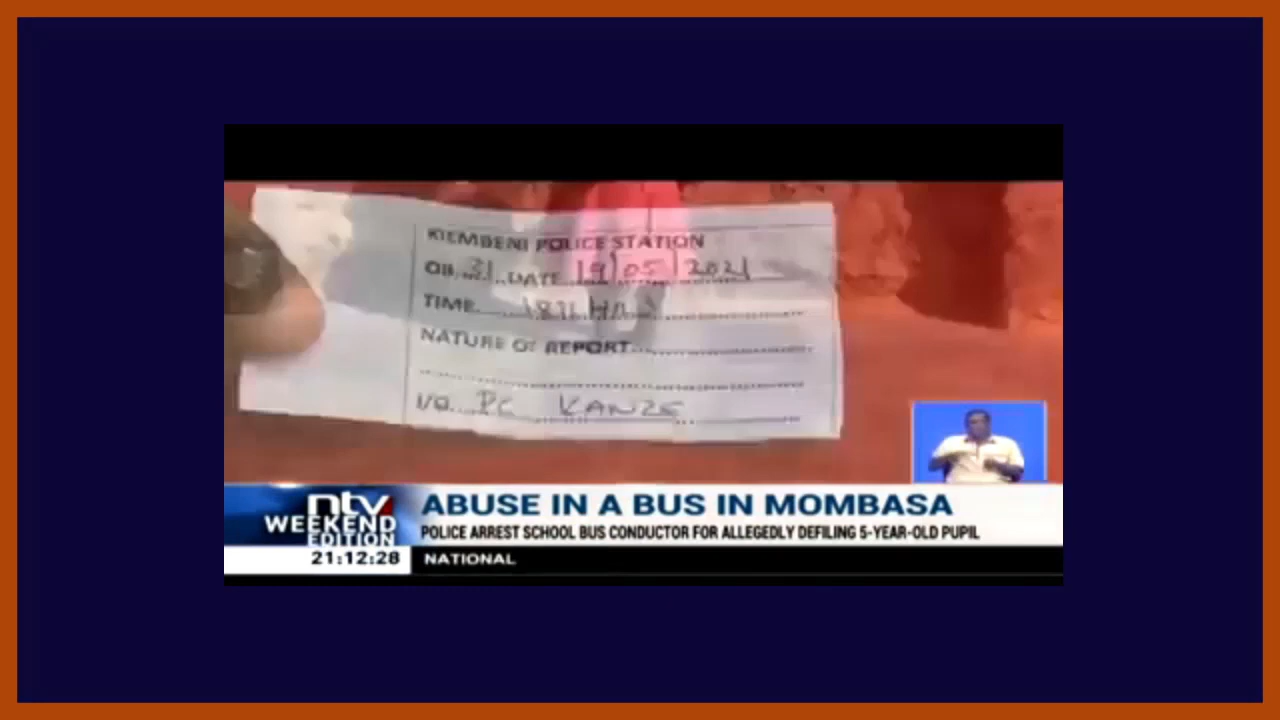 KIEMBENI POLICE STATION
OB...31..DATE 19/05/2021
TIME
NATURE OF REPORT
I/O....PC KANZE
ntv
WEEKEND
EDITION
21:12:28
ABUSE IN A BUS IN MOMBASA
POLICE ARREST SCHOOL BUS CONDUCTOR FOR ALLEGEDLY DEFILING 5-YEAR-OLD PUPIL
NATIONAL